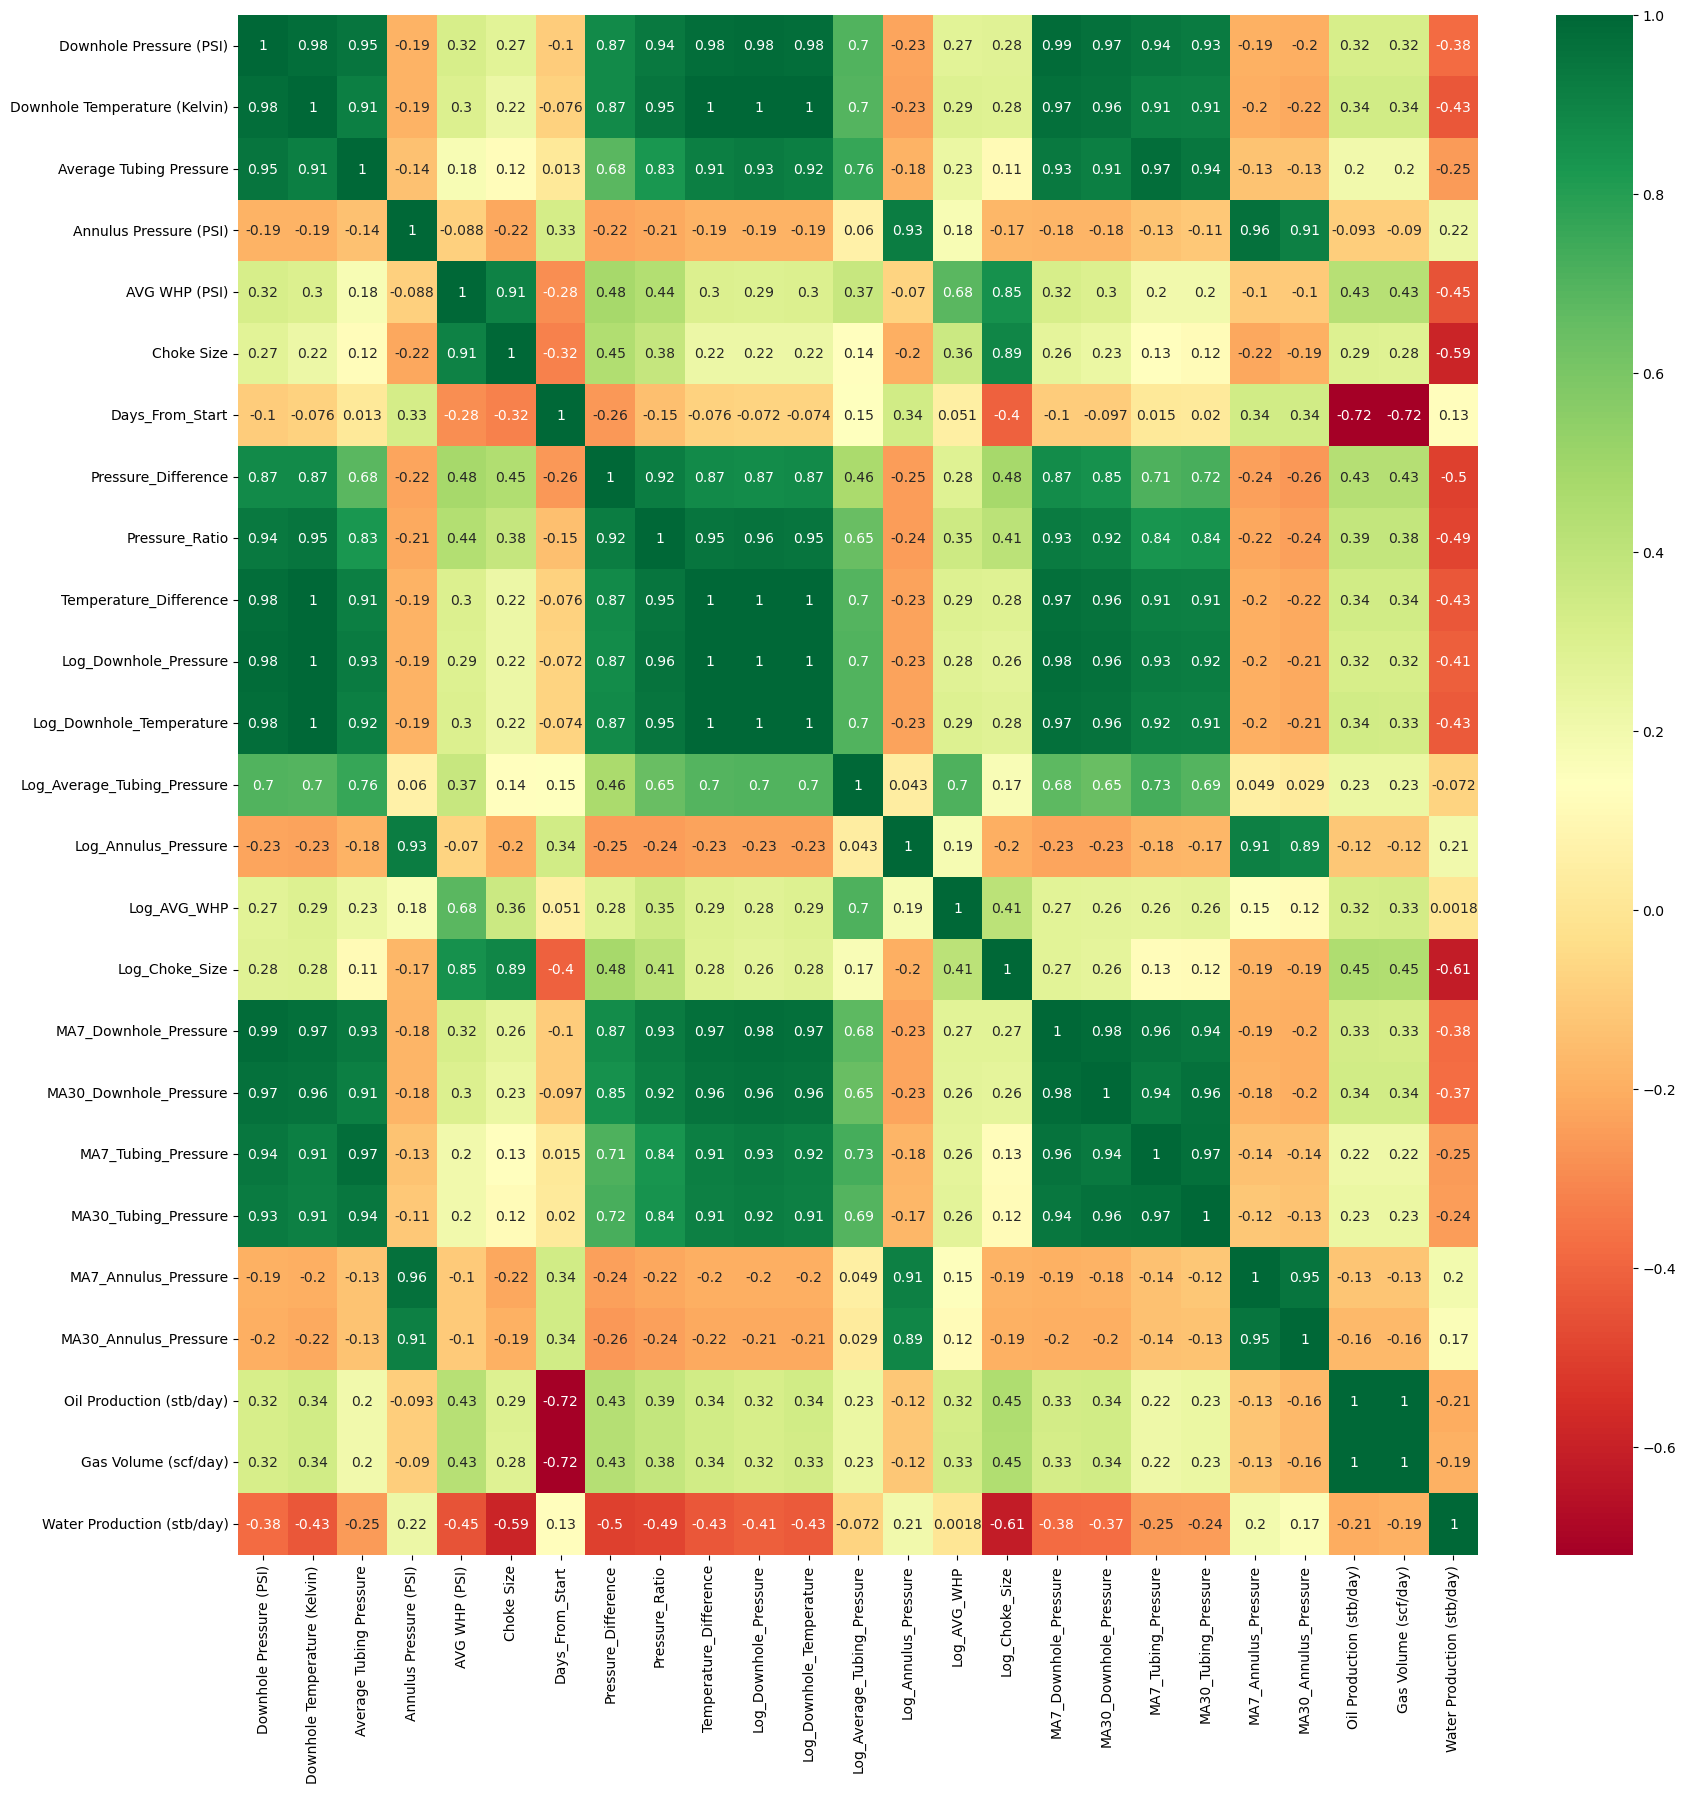 Downhole Pressure (PSI) 1 0.98 0.95 -0.19 0.32 0.27 -0.1 0.87 0.94 0.98 0.98 0.98 0.7 -0.23 0.27 0.28 0.99 0.97 0.94 0.93 -0.19 -0.2 0.32 0.32 -0.38
Downhole Temperature (Kelvin) 0.98 1 0.91 -0.19 0.3 0.22 -0.076 0.87 0.95 1 1 1 0.7 -0.23 0.29 0.28 0.97 0.96 0.91 0.91 -0.2 -0.22 0.34 0.34 -0.43
Average Tubing Pressure 0.95 0.91 1 -0.14 0.18 0.12 0.013 0.68 0.83 0.91 0.93 0.92 0.76 -0.18 0.23 0.11 0.93 0.91 0.97 0.94 -0.13 -0.13 0.2 0.2 -0.25
Annulus Pressure (PSI) -0.19 -0.19 -0.14 1 -0.088 -0.22 0.33 -0.22 -0.21 -0.19 -0.19 -0.19 0.06 0.93 0.18 -0.17 -0.18 -0.18 -0.13 -0.11 0.96 0.91 -0.093 -0.09 0.22
AVG WHP (PSI) 0.32 0.3 0.18 -0.088 1 0.91 -0.28 0.48 0.44 0.3 0.29 0.3 0.37 -0.07 0.68 0.85 0.32 0.3 0.2 0.2 -0.1 -0.1 0.43 0.43 -0.45
Choke Size 0.27 0.22 0.12 -0.22 0.91 1 -0.32 0.45 0.38 0.22 0.22 0.22 0.14 -0.2 0.36 0.89 0.26 0.23 0.13 0.12 -0.22 -0.19 0.29 0.28 -0.59
Days_From_Start -0.1 -0.076 0.013 0.33 -0.28 -0.32 1 -0.26 -0.15 -0.076 -0.072 -0.074 0.15 0.34 0.051 -0.4 -0.1 -0.097 0.015 0.02 0.34 0.34 -0.72 -0.72 0.13
Pressure_Difference 0.87 0.87 0.68 -0.22 0.48 0.45 -0.26 1 0.92 0.87 0.87 0.87 0.46 -0.25 0.28 0.48 0.87 0.85 0.71 0.72 -0.24 -0.26 0.43 0.43 -0.5
Pressure_Ratio 0.94 0.95 0.83 -0.21 0.44 0.38 -0.15 0.92 1 0.95 0.96 0.95 0.65 -0.24 0.35 0.41 0.93 0.92 0.84 0.84 -0.22 -0.24 0.39 0.38 -0.49
Temperature_Difference 0.98 1 0.91 -0.19 0.3 0.22 -0.076 0.87 0.95 1 1 1 0.7 -0.23 0.29 0.28 0.97 0.96 0.91 0.91 -0.2 -0.22 0.34 0.34 -0.43
Log_Downhole_Pressure 0.98 1 0.93 -0.19 0.29 0.22 -0.072 0.87 0.96 1 1 1 0.7 -0.23 0.28 0.26 0.98 0.96 0.93 0.92 -0.2 -0.21 0.32 0.32 -0.41
Log_Downhole_Temperature 0.98 1 0.92 -0.19 0.3 0.22 -0.074 0.87 0.95 1 1 1 0.7 -0.23 0.29 0.28 0.97 0.96 0.92 0.91 -0.2 -0.21 0.34 0.33 -0.43
Log_Average_Tubing_Pressure 0.7 0.7 0.76 0.06 0.37 0.14 0.15 0.46 0.65 0.7 0.7 0.7 1 0.043 0.7 0.17 0.68 0.65 0.73 0.69 0.049 0.029 0.23 0.23 -0.072
Log_Annulus_Pressure -0.23 -0.23 -0.18 0.93 -0.07 -0.2 0.34 -0.25 -0.24 -0.23 -0.23 -0.23 0.043 1 0.19 -0.2 -0.23 -0.23 -0.18 -0.17 0.91 0.89 -0.12 -0.12 0.21
Log_AVG_WHP 0.27 0.29 0.23 0.18 0.68 0.36 0.051 0.28 0.35 0.29 0.28 0.29 0.7 0.19 1 0.41 0.27 0.26 0.26 0.26 0.15 0.12 0.32 0.33 0.0018
Log_Choke_Size 0.28 0.28 0.11 -0.17 0.85 0.89 -0.4 0.48 0.41 0.28 0.26 0.28 0.17 -0.2 0.41 1 0.27 0.26 0.13 0.12 -0.19 -0.19 0.45 0.45 -0.61
MA7_Downhole_Pressure 0.99 0.97 0.93 -0.18 0.32 0.26 -0.1 0.87 0.93 0.97 0.98 0.97 0.68 -0.23 0.27 0.27 1 0.98 0.96 0.94 -0.19 -0.2 0.33 0.33 -0.38
MA30_Downhole_Pressure 0.97 0.96 0.91 -0.18 0.3 0.23 -0.097 0.85 0.92 0.96 0.96 0.96 0.65 -0.23 0.26 0.26 0.98 1 0.94 0.96 -0.18 -0.2 0.34 0.34 -0.37
MA7_Tubing_Pressure 0.94 0.91 0.97 -0.13 0.2 0.13 0.015 0.71 0.84 0.91 0.93 0.92 0.73 -0.18 0.26 0.13 0.96 0.94 1 0.97 -0.14 -0.14 0.22 0.22 -0.25
MA30_Tubing_Pressure 0.93 0.91 0.94 -0.11 0.2 0.12 0.02 0.72 0.84 0.91 0.92 0.91 0.69 -0.17 0.26 0.12 0.94 0.96 0.97 1 -0.12 -0.13 0.23 0.23 -0.24
MA7_Annulus_Pressure -0.19 -0.2 -0.13 0.96 -0.1 -0.22 0.34 -0.24 -0.22 -0.2 -0.2 -0.2 0.049 0.91 0.15 -0.19 -0.19 -0.18 -0.14 -0.12 1 0.95 -0.13 -0.13 0.2
MA30_Annulus_Pressure -0.2 -0.22 -0.13 0.91 -0.1 -0.19 0.34 -0.26 -0.24 -0.22 -0.21 -0.21 0.029 0.89 0.12 -0.19 -0.2 -0.2 -0.14 -0.13 0.95 1 -0.16 -0.16 0.17
Oil Production (stb/day) 0.32 0.34 0.2 -0.093 0.43 0.29 -0.72 0.43 0.39 0.34 0.32 0.34 0.23 -0.12 0.32 0.45 0.33 0.34 0.22 0.23 -0.13 -0.16 1 1 -0.21
Gas Volume (scf/day) 0.32 0.34 0.2 -0.09 0.43 0.28 -0.72 0.43 0.38 0.34 0.32 0.33 0.23 -0.12 0.33 0.45 0.33 0.34 0.22 0.23 -0.13 -0.16 1 1 -0.19
Water Production (stb/day) -0.38 -0.43 -0.25 0.22 -0.45 -0.59 0.13 -0.5 -0.49 -0.43 -0.41 -0.43 -0.072 0.21 0.0018 -0.61 -0.38 -0.37 -0.25 -0.24 0.2 0.17 -0.21 -0.19 1
Downhole Pressure (PSI)
Downhole Temperature (Kelvin)
Average Tubing Pressure
Annulus Pressure (PSI)
AVG WHP (PSI)
Choke Size
Days_From_Start
Pressure_Difference
Pressure_Ratio
Temperature_Difference
Log_Downhole_Pressure
Log_Downhole_Temperature
Log_Average_Tubing_Pressure
Log_Annulus_Pressure
Log_AVG_WHP
Log_Choke_Size
MA7_Downhole_Pressure
MA30_Downhole_Pressure
MA7_Tubing_Pressure
MA30_Tubing_Pressure
MA7_Annulus_Pressure
MA30_Annulus_Pressure
Oil Production (stb/day)
Gas Volume (scf/day)
Water Production (stb/day)
1.0
0.8
0.6
0.4
0.2
0.0
−0.2
−0.4
−0.6